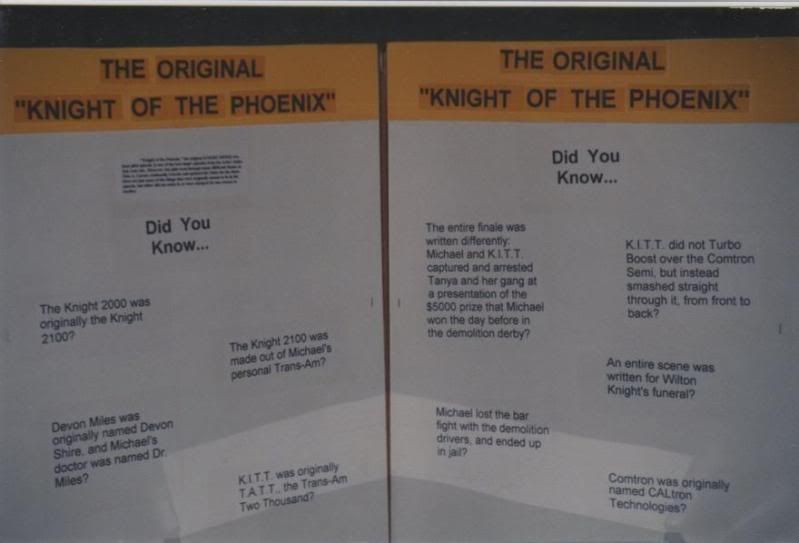 THE ORIGINAL
"KNIGHT OF THE PHOENIX"
Did You
Know...
The Knight 2000 was
originally the Knight
2100?
The Knight 2100 was
made out of Michael's
personal Trans-Am?
Devon Miles was
originally named Devon
Shire, and Michael's
doctor was named Dr.
Miles?
K.I.T.T. was originally
T.A.T.T., the Trans-Am
Two Thousand?
THE ORIGINAL
"KNIGHT OF THE PHOENIX"
Did You
Know...
The entire finale was
written differently:
Michael and K.I.T.T.
captured and arrested
Tanya and her gang at
a presentation of the
$5000 prize that Michael
won the day before in
the demolition derby?
K.I.T.T. did not Turbo
Boost over the Comtron
Semi, but instead
smashed straight
through it, from front to
back?
An entire scene was
written for Wilton
Knight's funeral?
Michael lost the bar
fight with the demolition
drivers, and ended up
in jail?
Comtron was originally
named CALtron
Technologies?